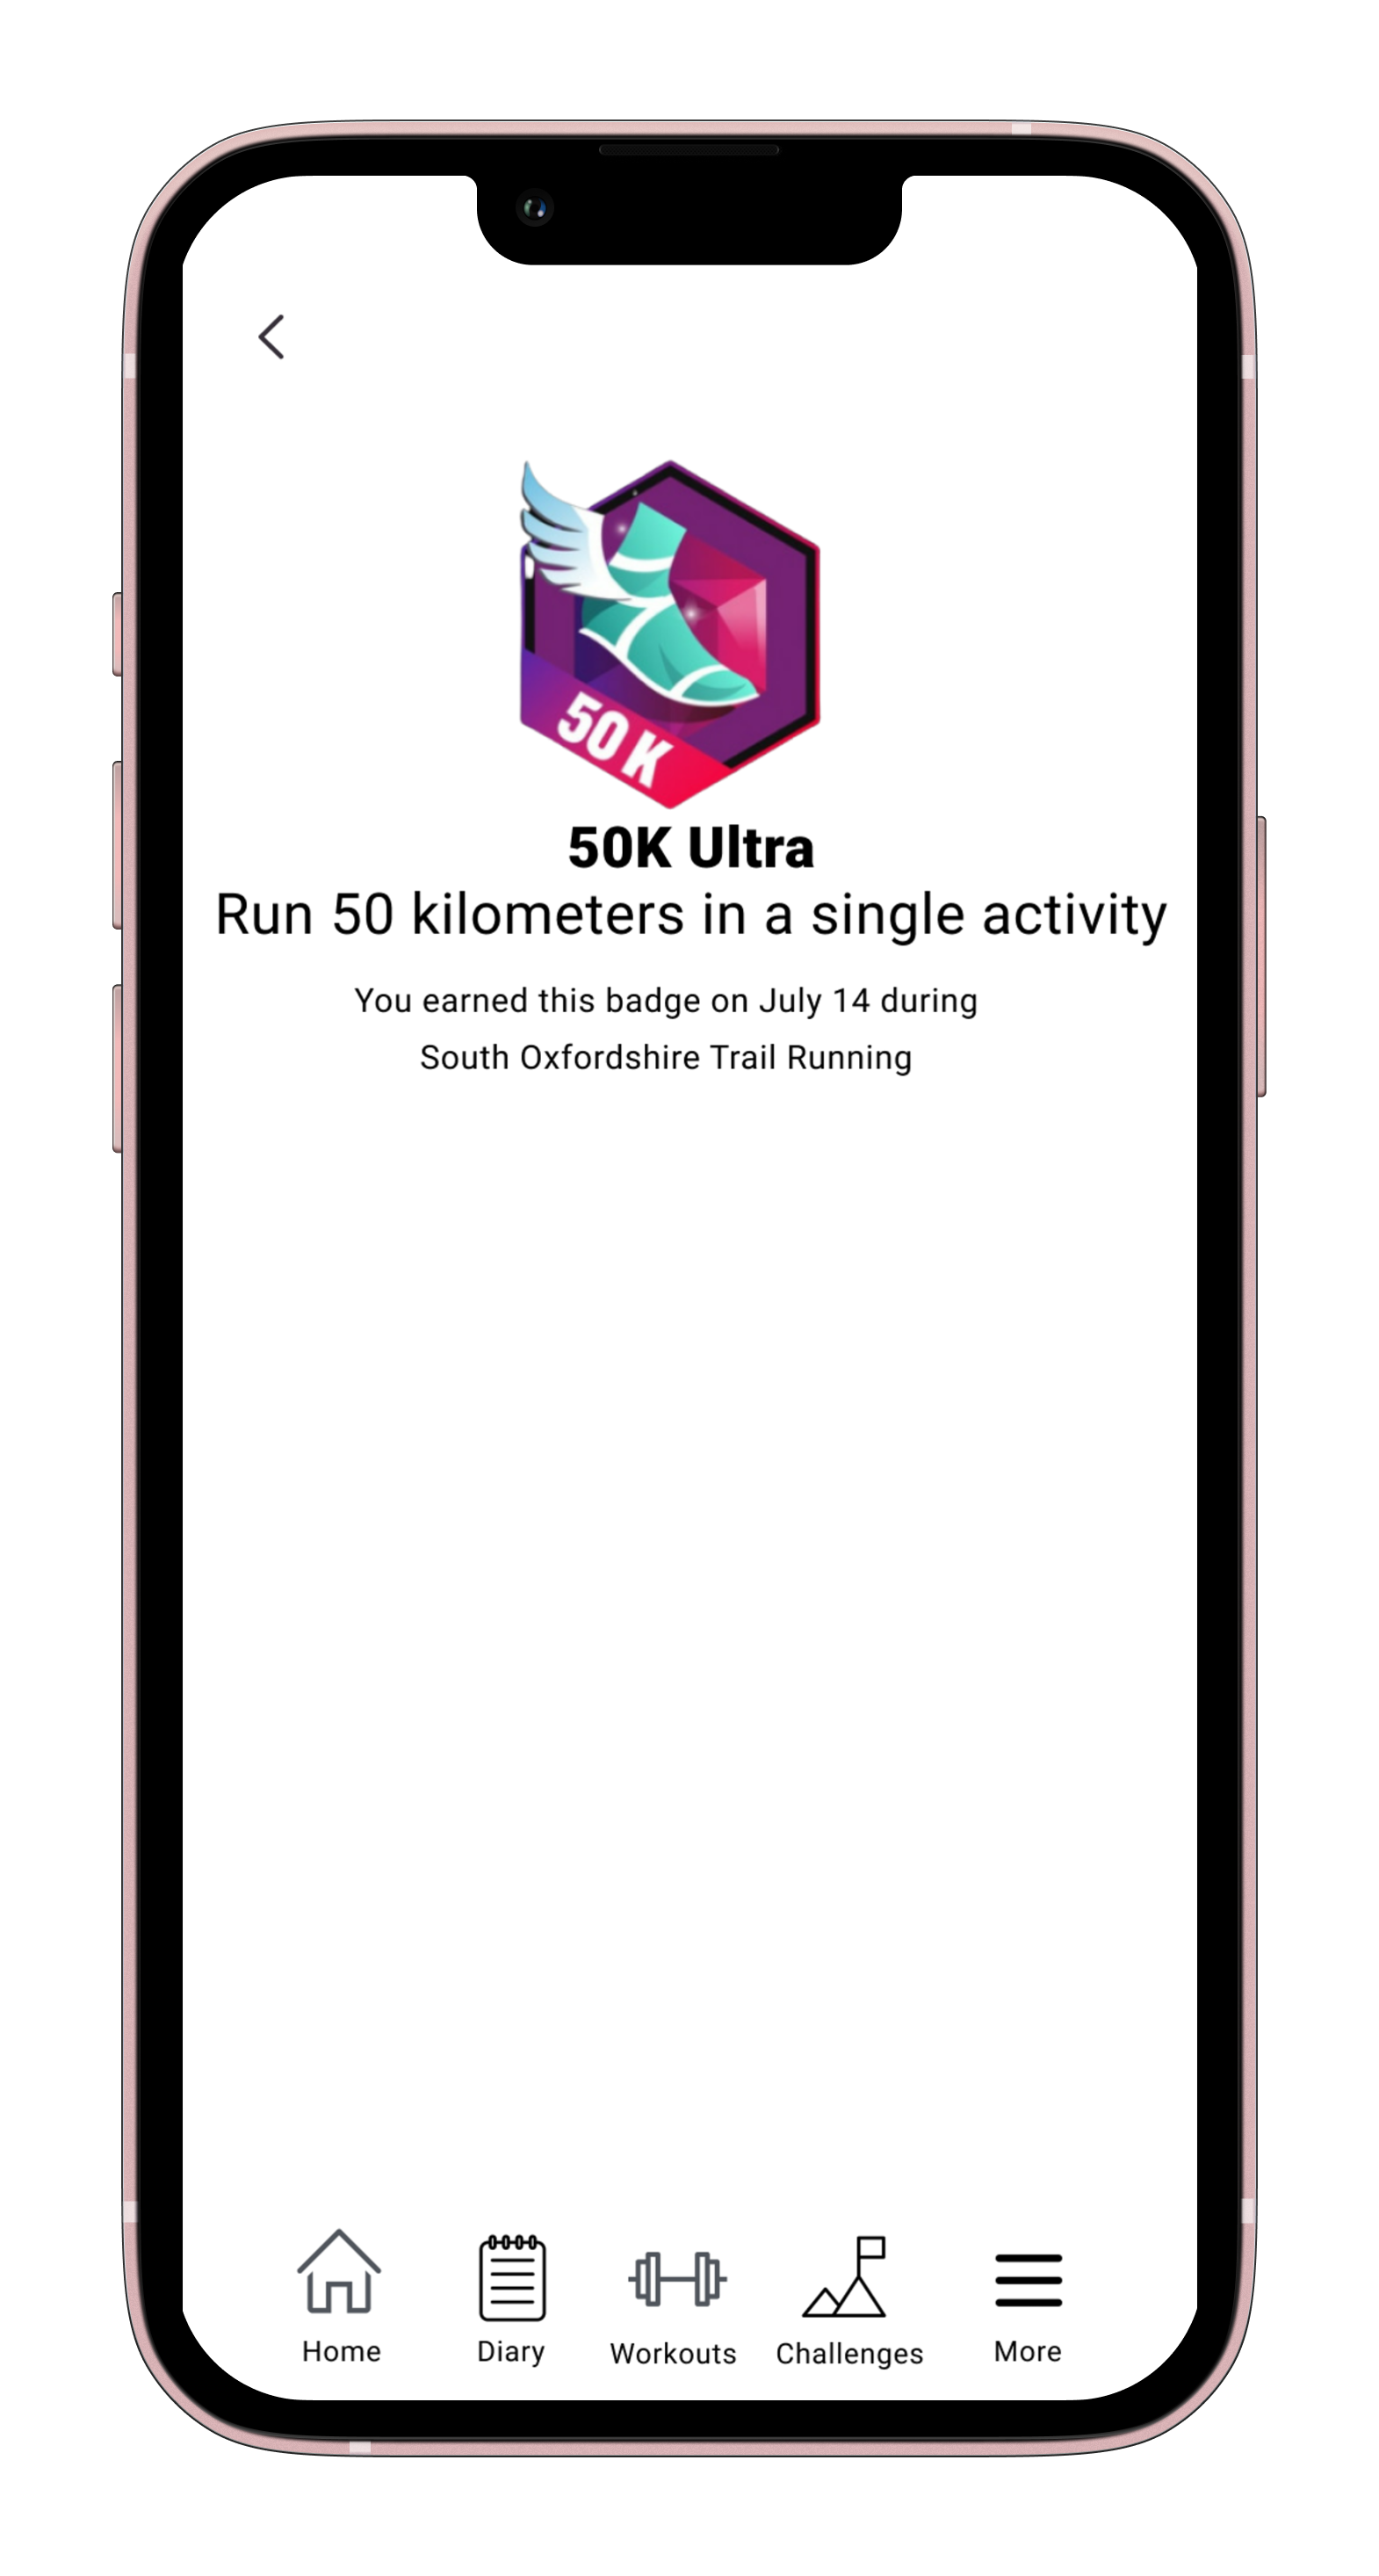 50 K
50K Ultra
Run 50 kilometers in a single activity
You earned this badge on July 14 during
South Oxfordshire Trail Running
Home
Diary
Workouts
Challenges
More